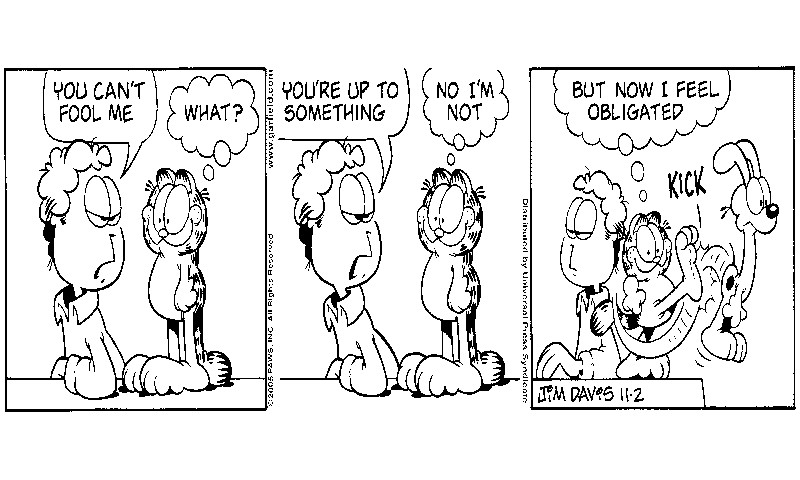 YOU CAN'T
FOOL ME
WHAT?
www.garfield.com
© 2005 PAWS, INC. All Rights Reserved
YOU'RE UP TO
SOMETHING
NO I'M
NOT
Distributed by Universal Press Syndicate
BUT NOW I FEEL
OBLIGATED
KICK
JIM DAVIS 11·2